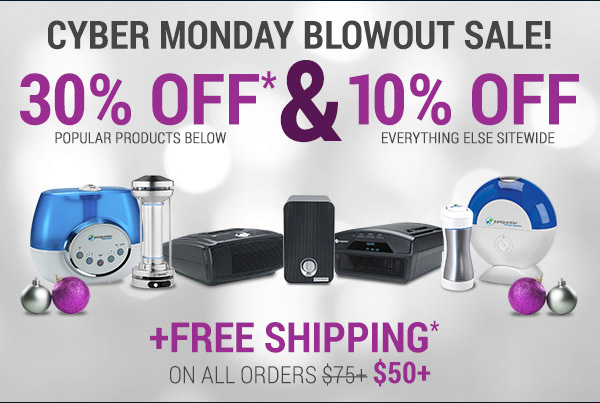 CYBER MONDAY BLOWOUT SALE!
30% OFF* & 10% OFF
POPULAR PRODUCTS BELOW
EVERYTHING ELSE SITEWIDE
+FREE SHIPPING*
ON ALL ORDERS $75+ $50+